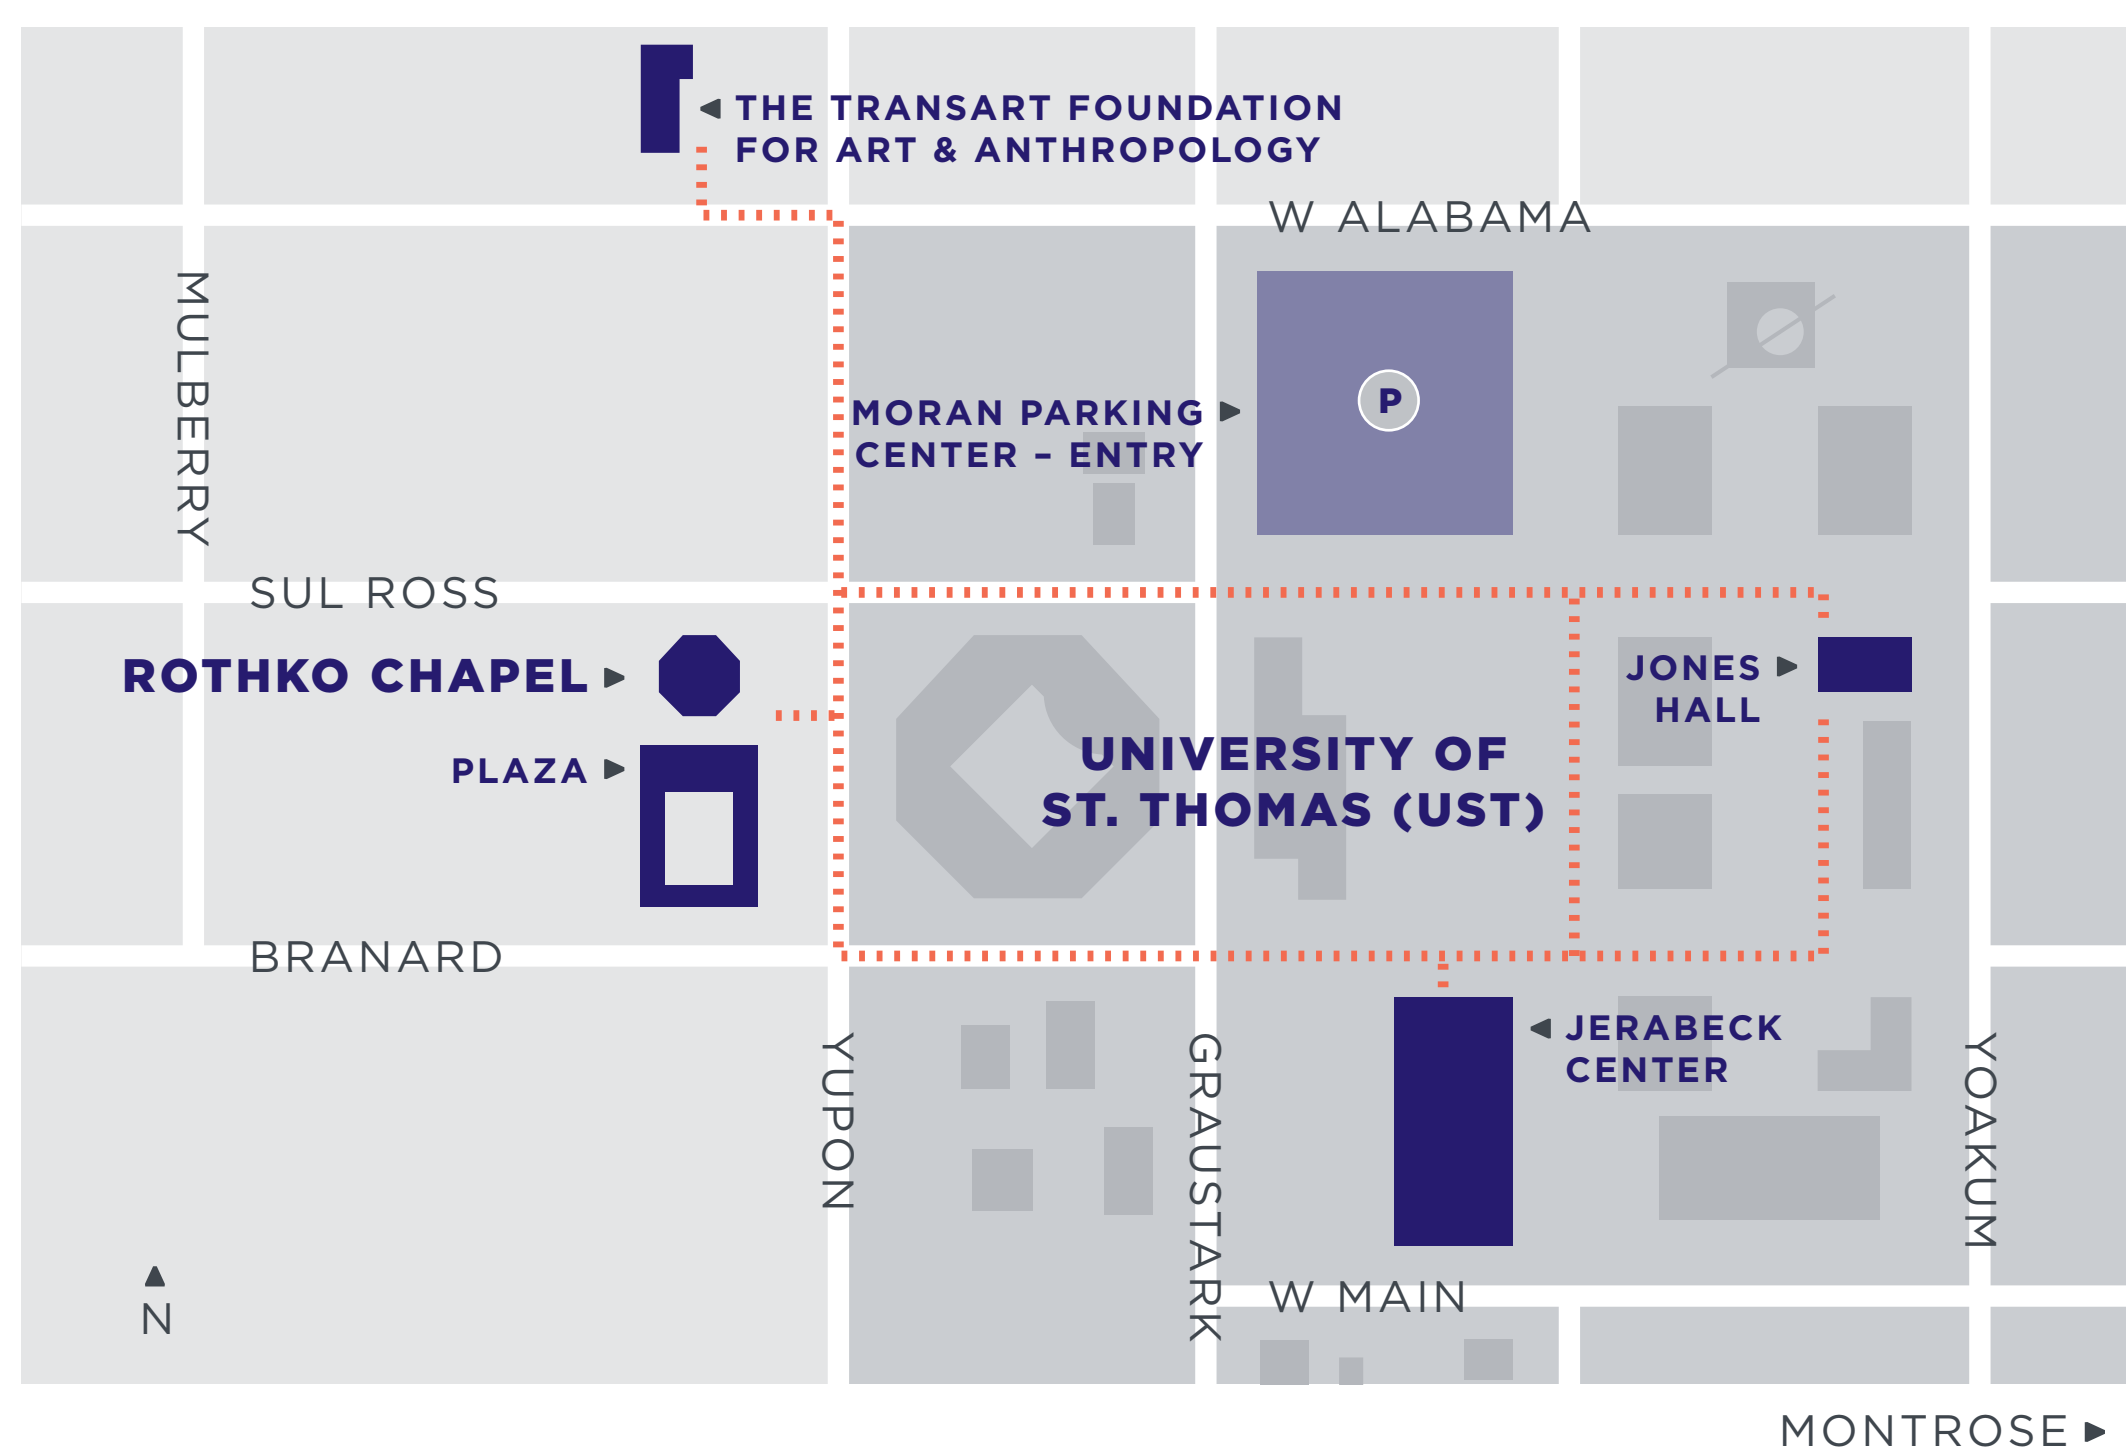 THE TRANSART FOUNDATION
FOR ART & ANTHROPOLOGY
W ALABAMA
MULBERRY
MORAN PARKING
CENTER – ENTRY
P
SUL ROSS
ROTHKO CHAPEL
PLAZA
JONES
HALL
UNIVERSITY OF
ST. THOMAS (UST)
BRANARD
YUPON
GRAUSTARK
JERABECK
CENTER
YOAKUM
W MAIN
N
MONTROSE